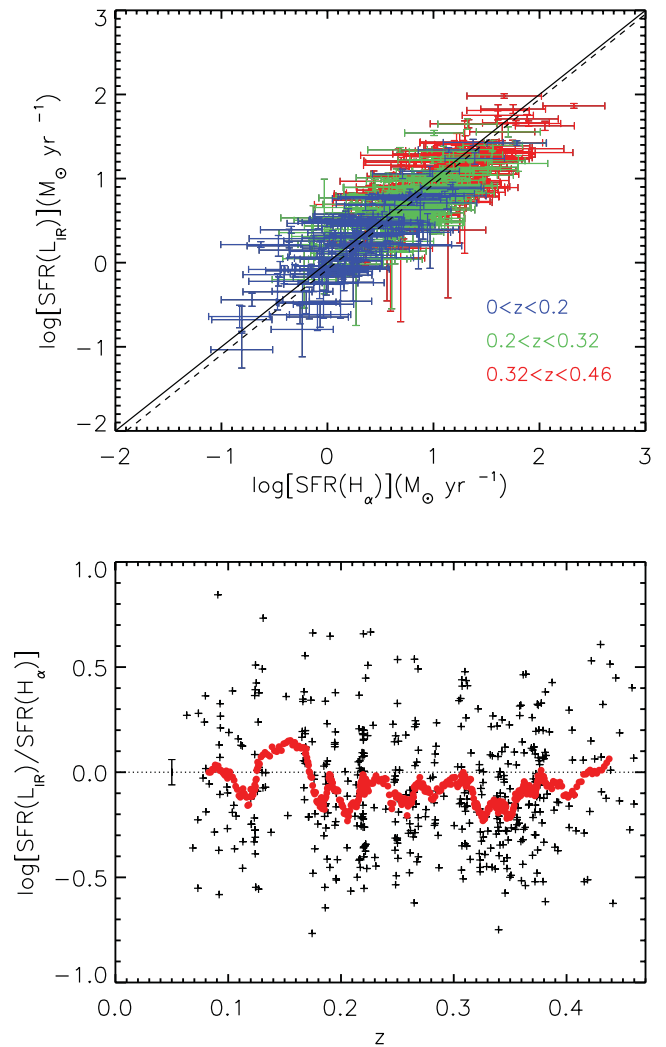 3
2
1
0
−1
−2
log[SFR(L_IR)](M_⊙ yr ⁻¹)
0<z<0.2
0.2<z<0.32
0.32<z<0.46
−2 −1 0 1 2 3
log[SFR(H_α)](M_⊙ yr ⁻¹)
1.0
0.5
0.0
−0.5
−1.0
log[SFR(L_IR)/SFR(H_α)]
0.0 0.1 0.2 0.3 0.4
z